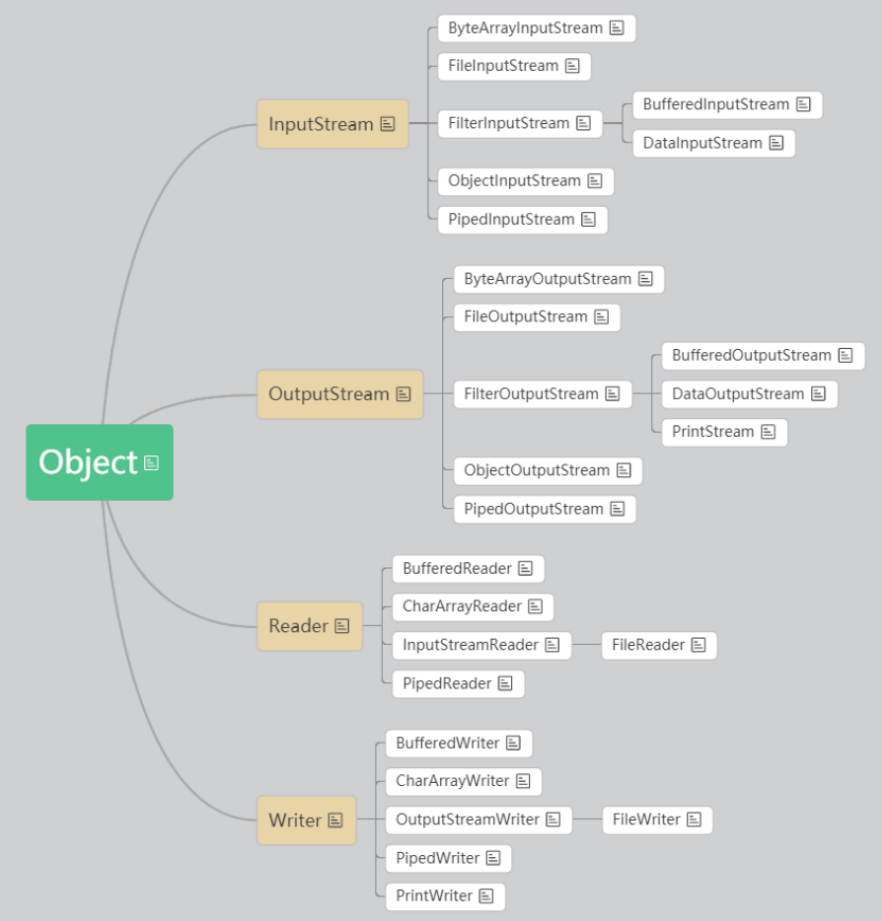 Object
InputStream
ByteArrayInputStream
FileInputStream
FilterInputStream
BufferedInputStream
DataInputStream
ObjectInputStream
PipedInputStream
OutputStream
ByteArrayOutputStream
FileOutputStream
FilterOutputStream
BufferedOutputStream
DataOutputStream
PrintStream
ObjectOutputStream
PipedOutputStream
Reader
BufferedReader
CharArrayReader
InputStreamReader
FileReader
PipedReader
Writer
BufferedWriter
CharArrayWriter
OutputStreamWriter
FileWriter
PipedWriter
PrintWriter